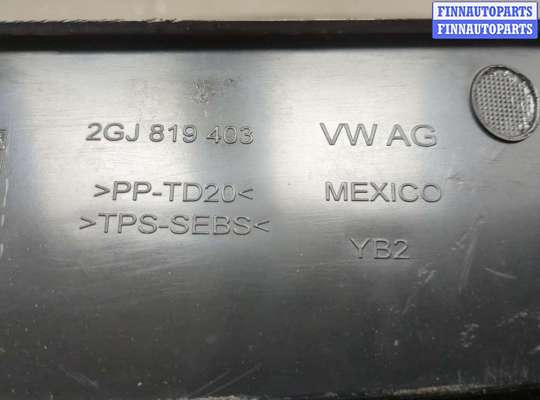 FINNAUTOPARTS
FINNAUTOPARTS
2GJ 819 403 VW AG
>PP-TD20< MEXICO
>TPS-SEBS<
YB2